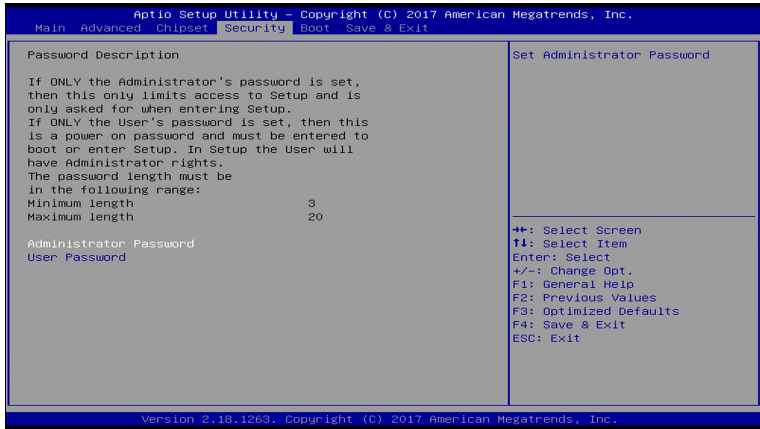 Aptio Setup Utility – Copyright (C) 2017 American Megatrends, Inc.
Main Advanced Chipset Security Boot Save & Exit
Password Description
If ONLY the Administrator's password is set,
then this only limits access to Setup and is
only asked for when entering Setup.
If ONLY the User's password is set, then this
is a power on password and must be entered to
boot or enter Setup. In Setup the User will
have Administrator rights.
The password length must be
in the following range:
Minimum length 3
Maximum length 20
Administrator Password
User Password
Set Administrator Password
→←: Select Screen
↑↓: Select Item
Enter: Select
+/-: Change Opt.
F1: General Help
F2: Previous Values
F3: Optimized Defaults
F4: Save & Exit
ESC: Exit
Version 2.18.1263. Copyright (C) 2017 American Megatrends, Inc.